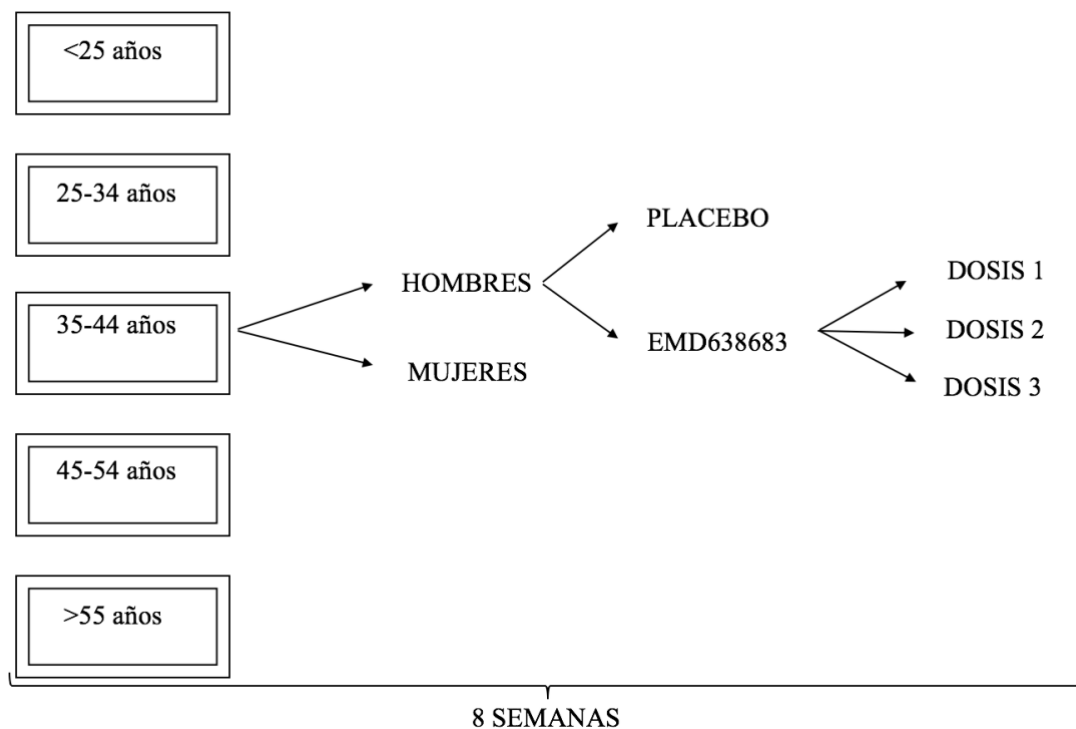 <25 años
25-34 años
35-44 años
45-54 años
>55 años
HOMBRES
MUJERES
PLACEBO
EMD638683
DOSIS 1
DOSIS 2
DOSIS 3
8 SEMANAS